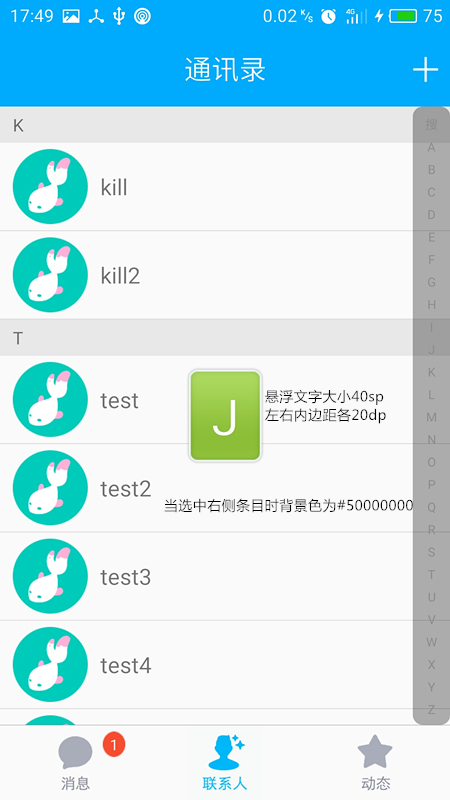 17:49 0.02 K/s 4G 75
通讯录
K
kill
kill2
T
test
J
悬浮文字大小40sp
左右内边距各20dp
test2
当选中右侧条目时背景色为#50000000
test3
test4
搜
A
B
C
D
E
F
G
H
I
J
K
L
M
N
O
P
Q
R
S
T
U
V
W
X
Y
Z
1
消息 联系人 动态